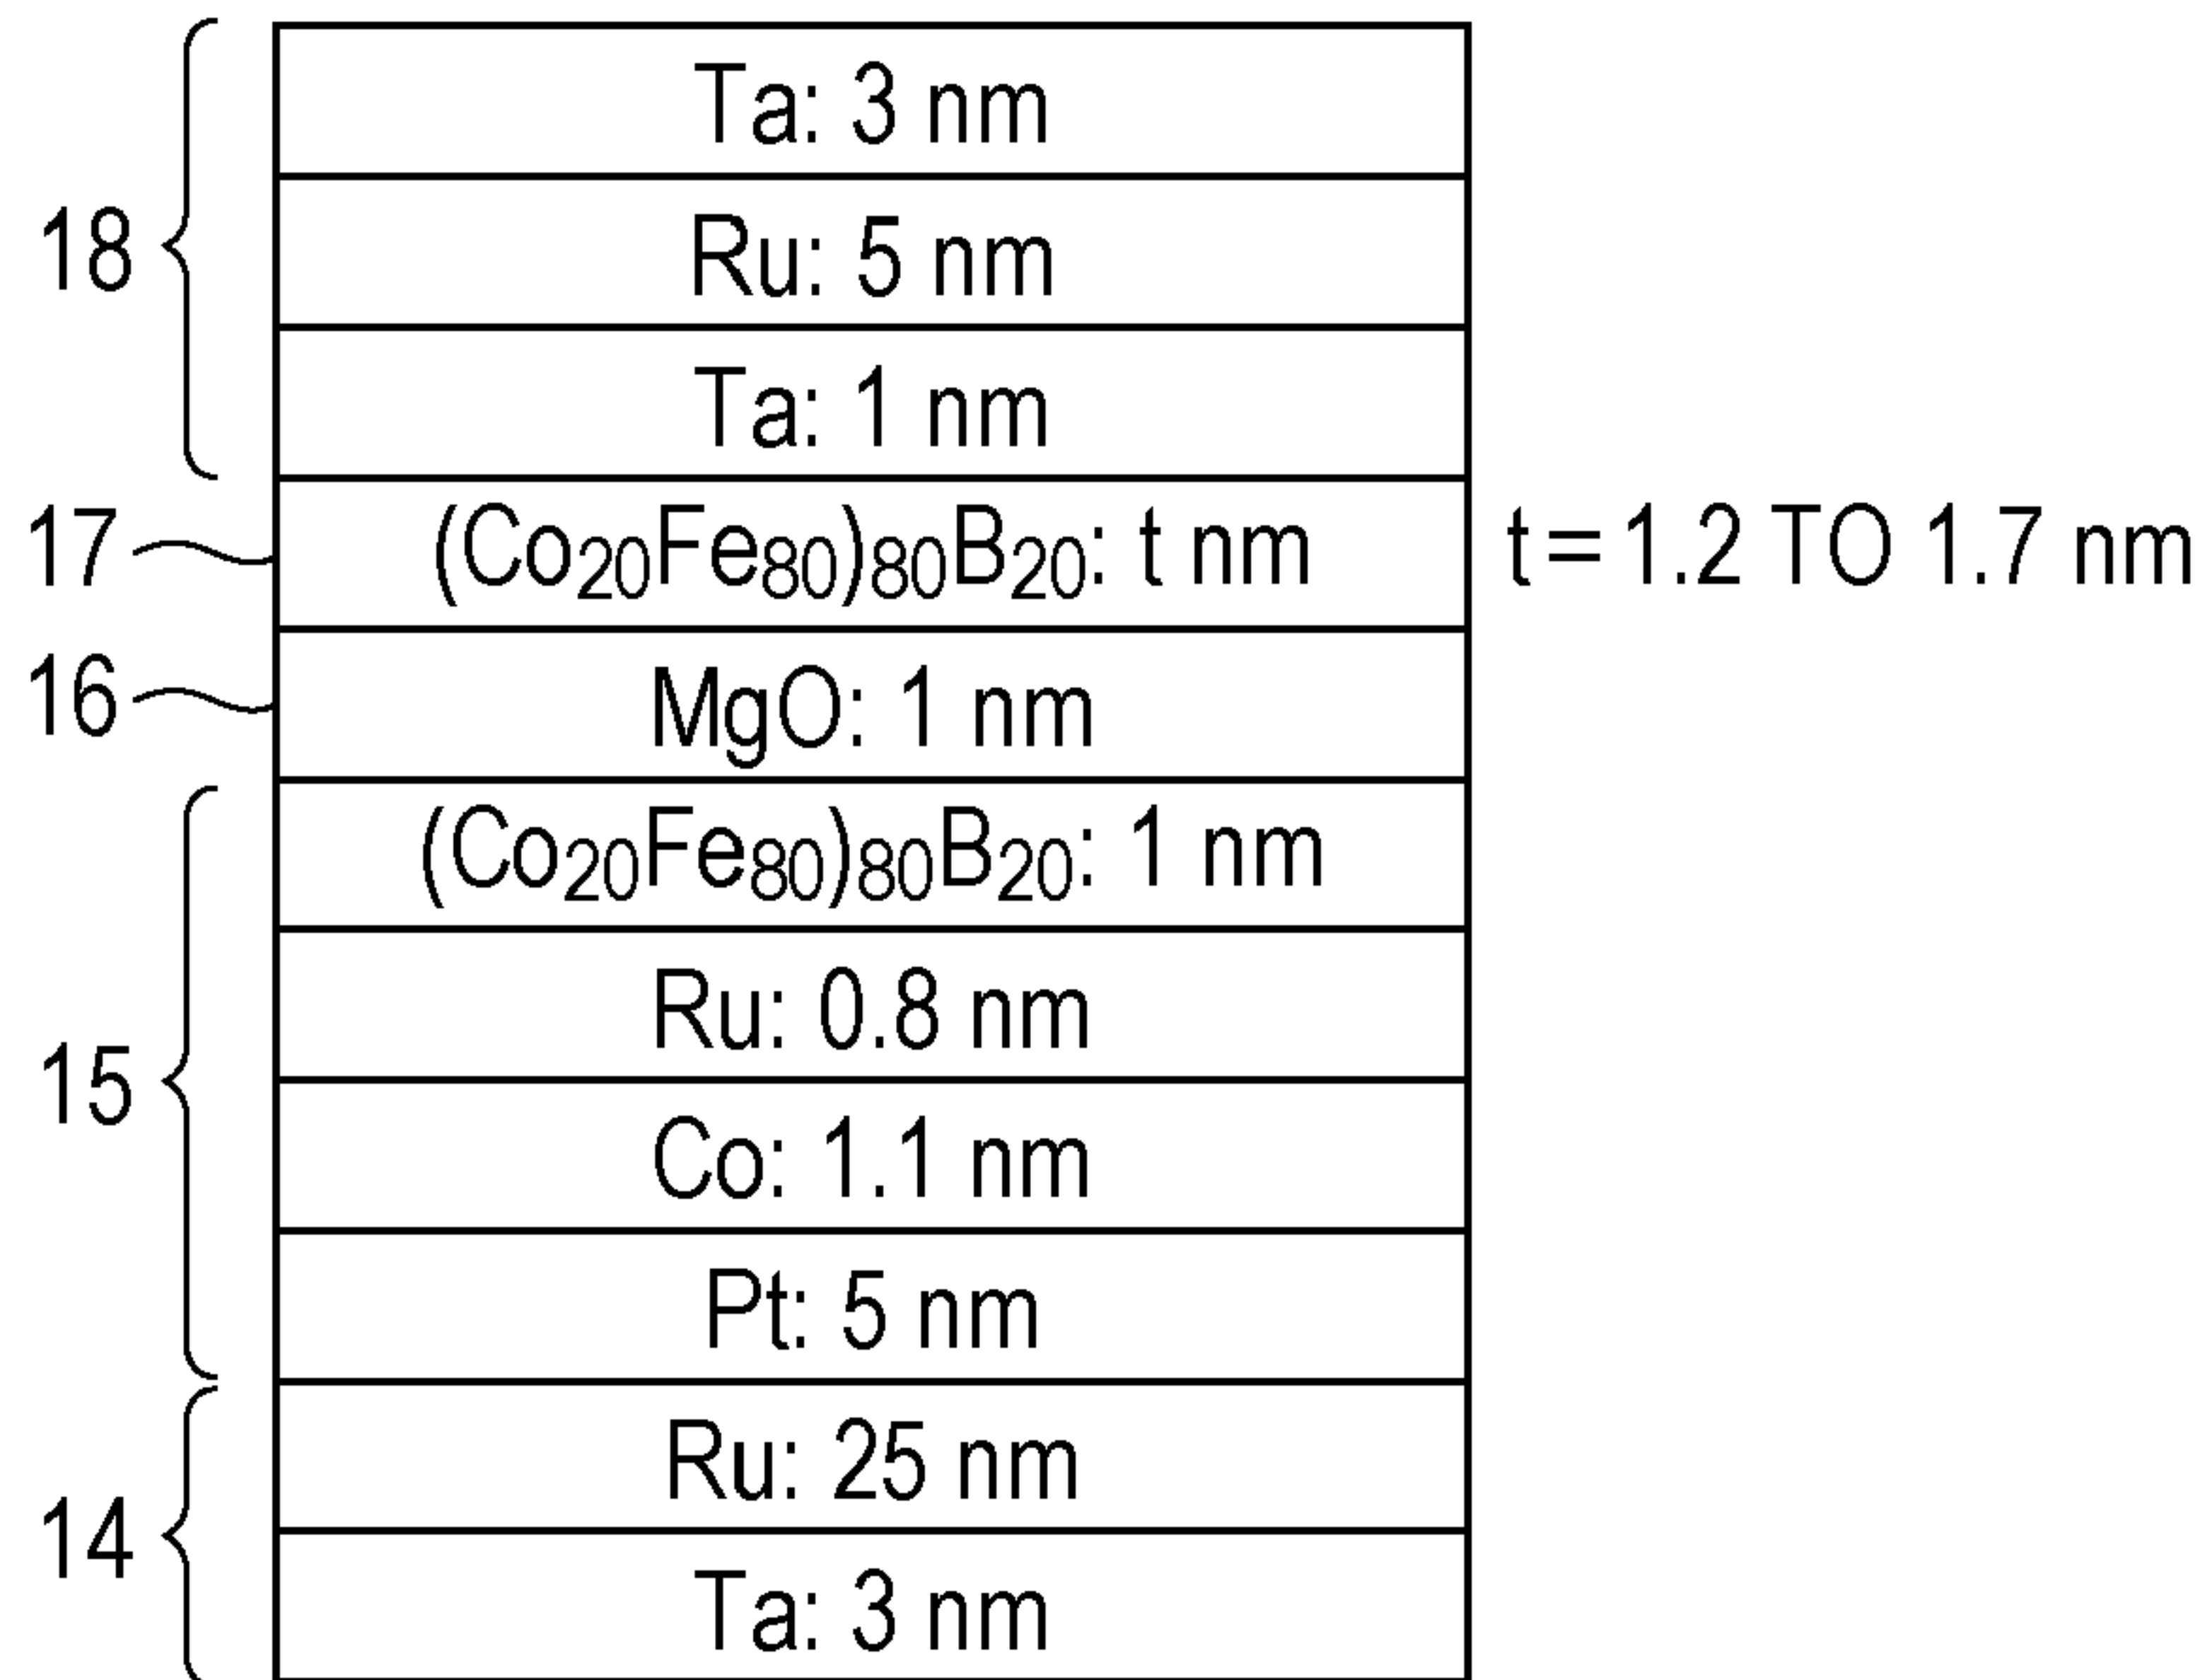 Ta: 3 nm
18 Ru: 5 nm
Ta: 1 nm
17 (Co₂₀Fe₈₀)₈₀B₂₀: t nm t = 1.2 TO 1.7 nm
16 MgO: 1 nm
(Co₂₀Fe₈₀)₈₀B₂₀: 1 nm
Ru: 0.8 nm
15 Co: 1.1 nm
Pt: 5 nm
Ru: 25 nm
14 Ta: 3 nm